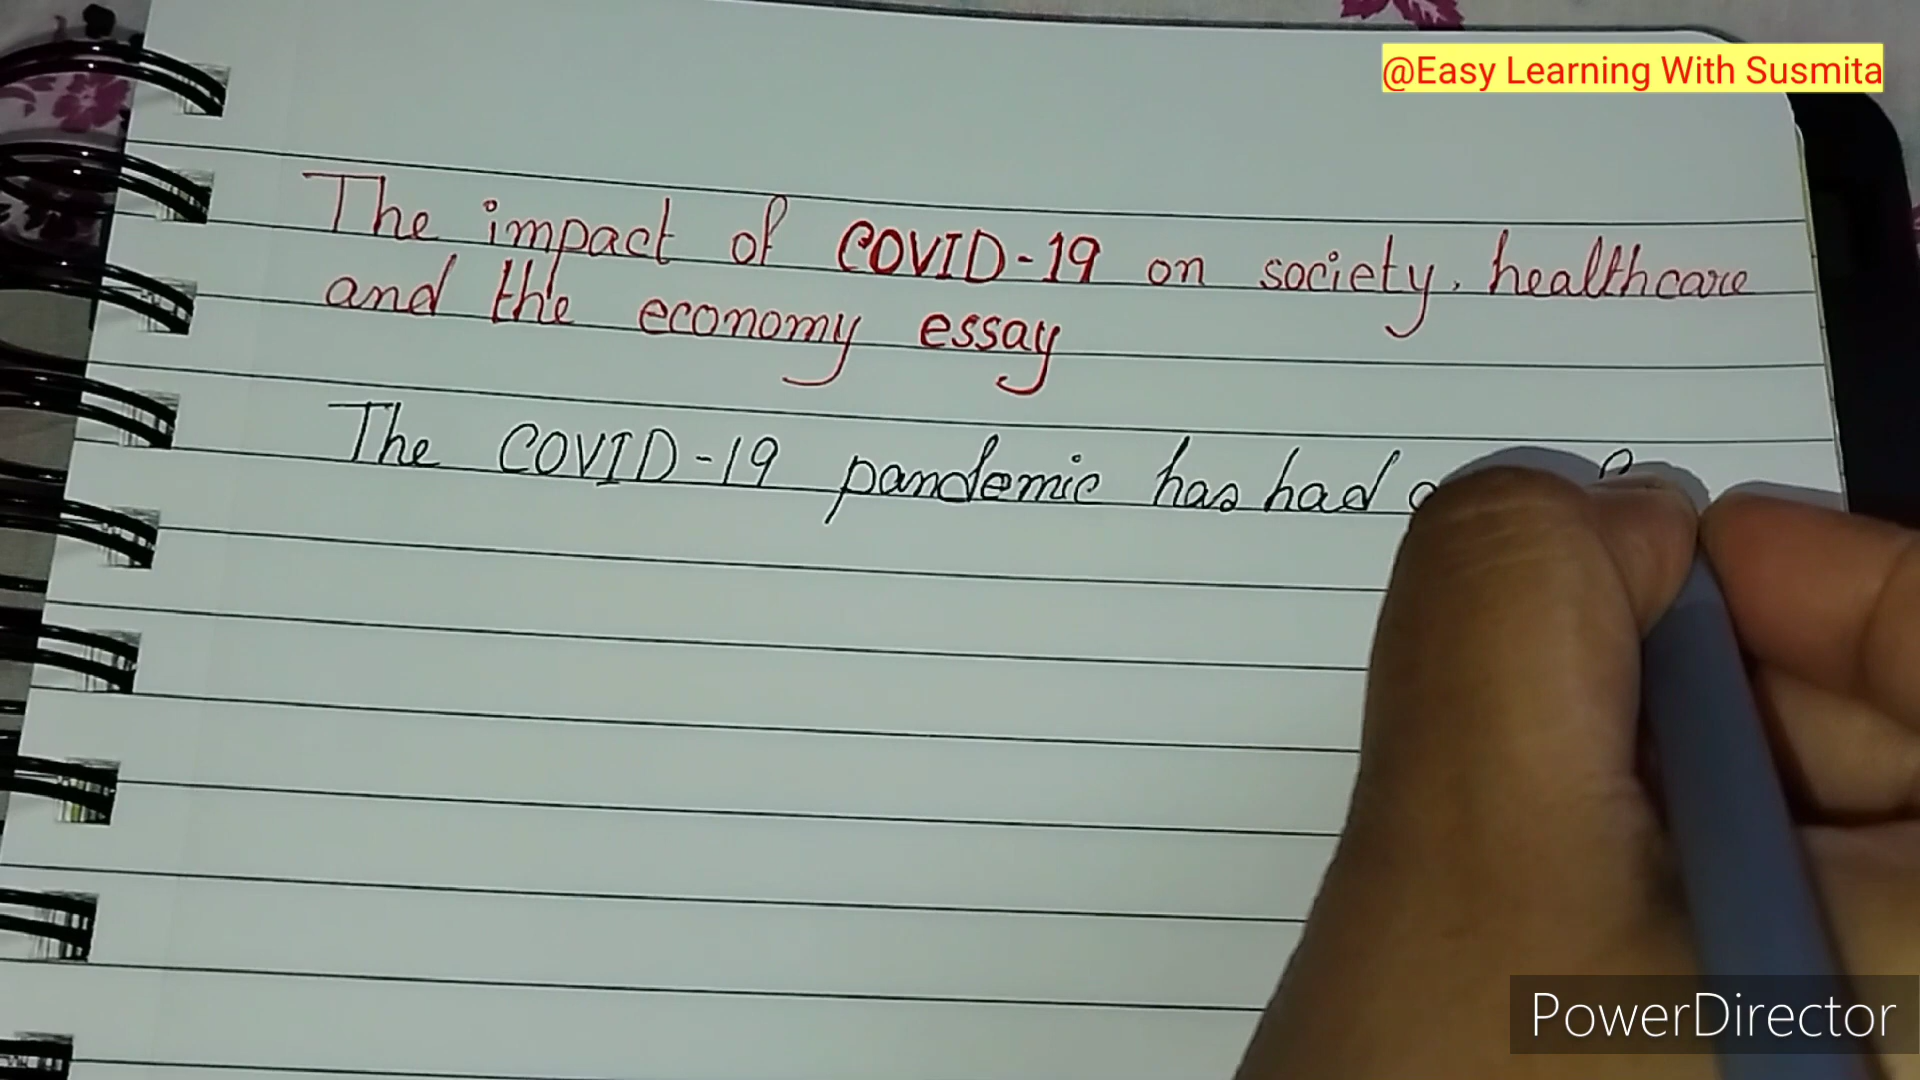 @Easy Learning With Susmita
The impact of COVID-19 on society, healthcare
and the economy essay
The COVID-19 pandemic has had
PowerDirector